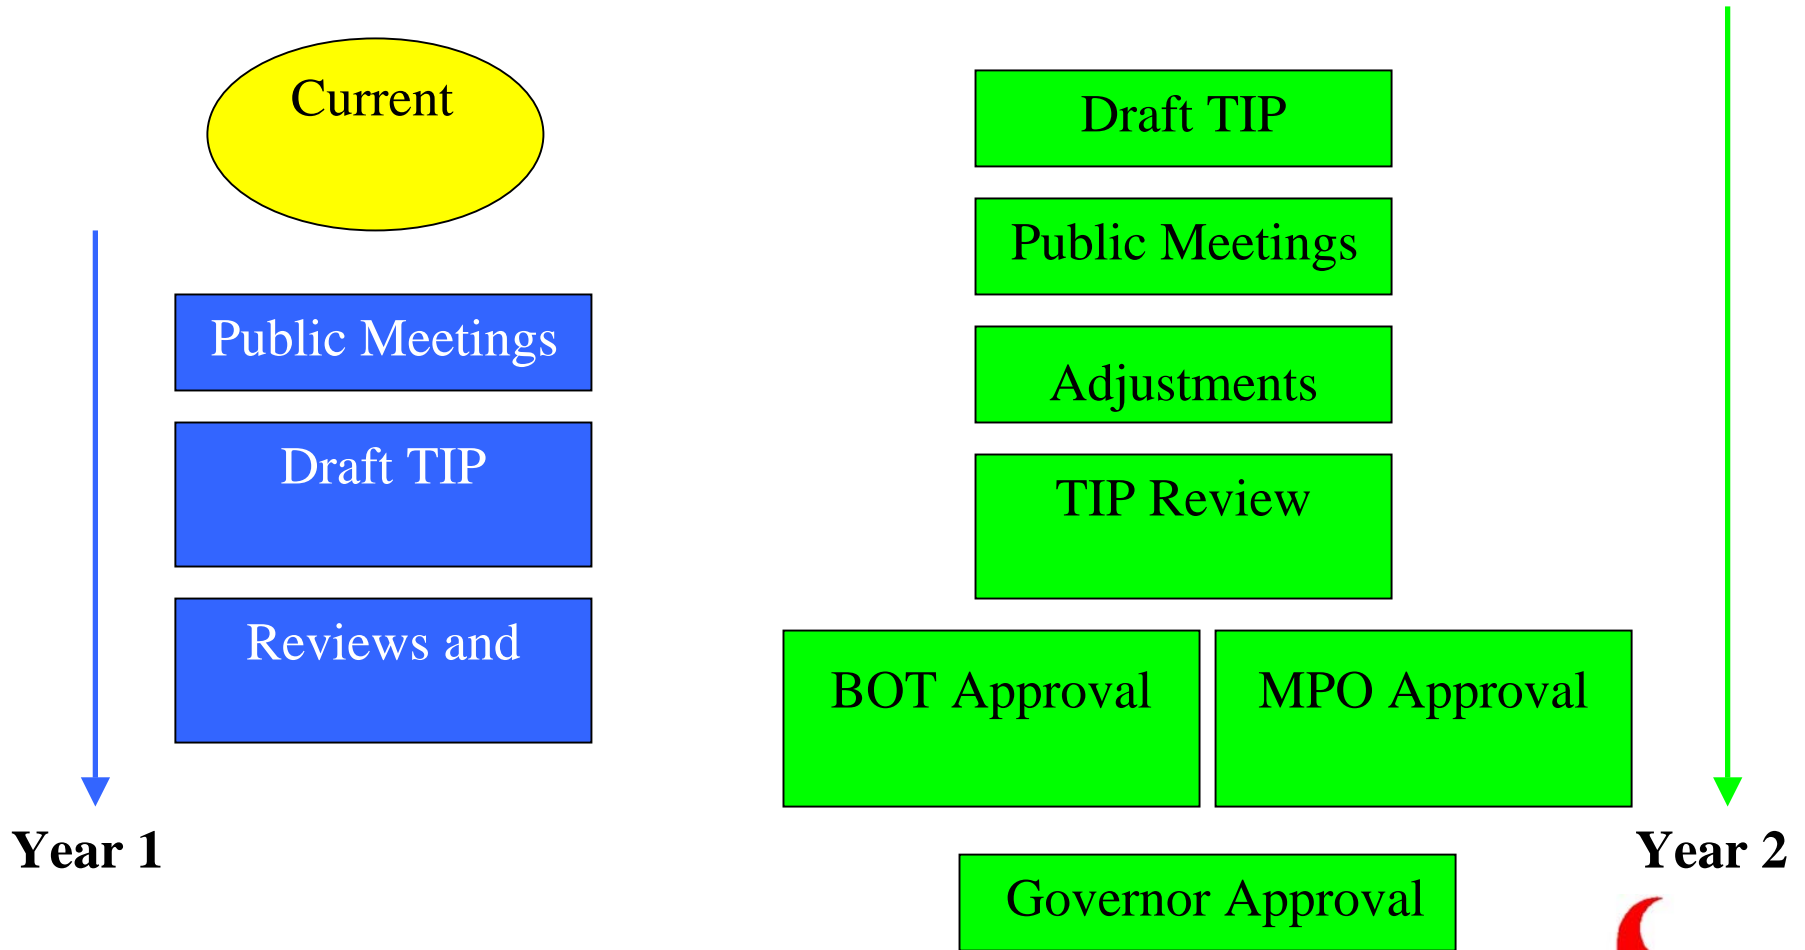 Current
Public Meetings
Draft TIP
Reviews and
Year 1
Draft TIP
Public Meetings
Adjustments
TIP Review
BOT Approval
MPO Approval
Governor Approval
Year 2